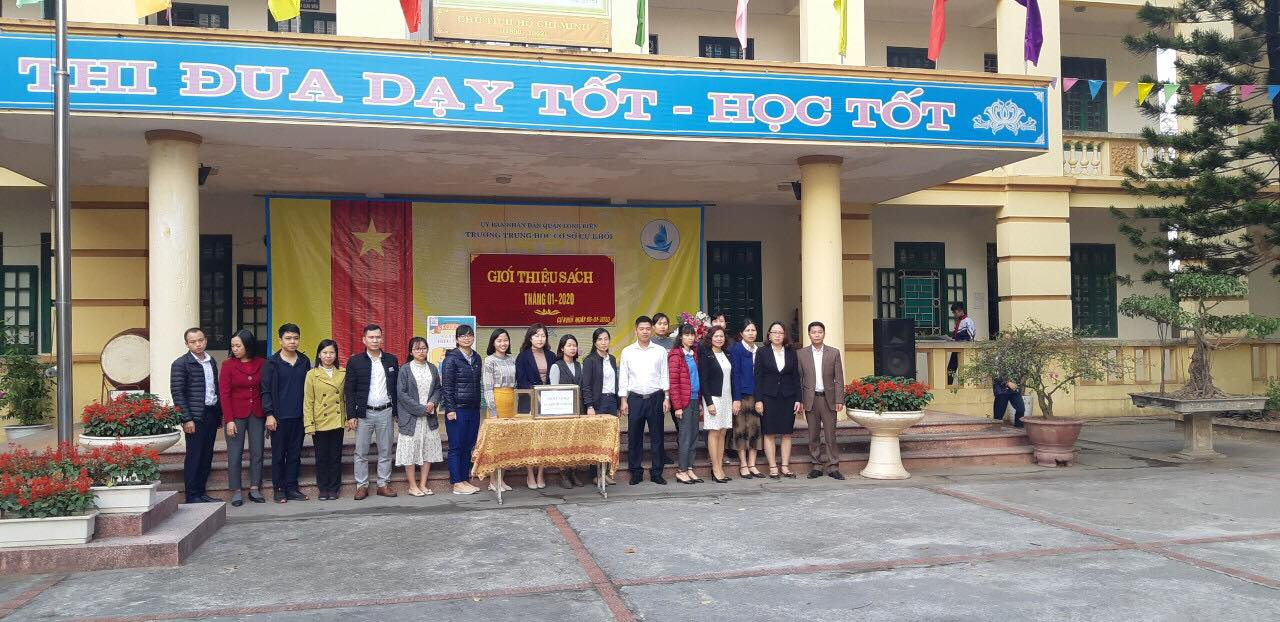 CHỦ TỊCH HỒ CHÍ MINH
THI ĐUA DẠY TỐT - HỌC TỐT
ỦY BAN NHÂN DÂN QUẬN LONG BIÊN
TRƯỜNG TRUNG HỌC CƠ SỞ CỰ KHỐI
GIỚI THIỆU SÁCH
THÁNG 01-2020